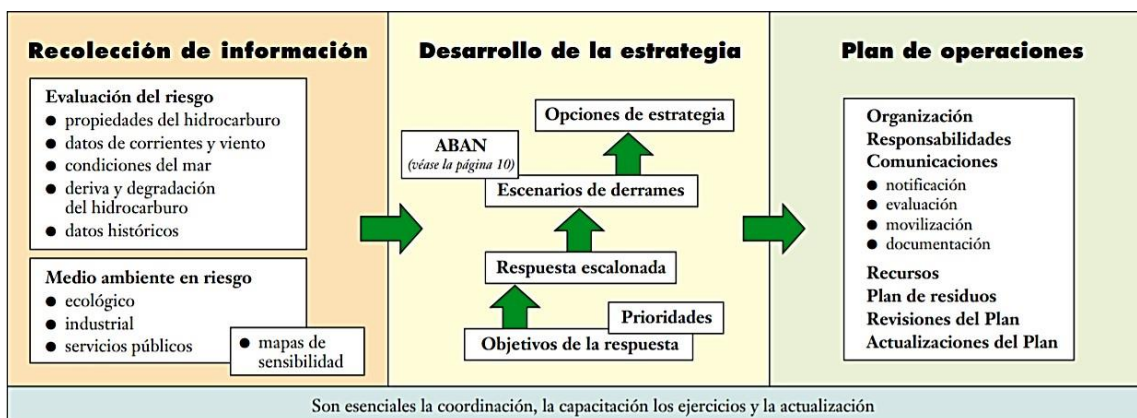 Recolección de información
Evaluación del riesgo
● propiedades del hidrocarburo
● datos de corrientes y viento
● condiciones del mar
● deriva y degradación
del hidrocarburo
● datos históricos
Medio ambiente en riesgo
● ecológico
● industrial
● servicios públicos
● mapas de
sensibilidad
Desarrollo de la estrategia
Opciones de estrategia
ABAN
(véase la página 10)
Escenarios de derrames
Respuesta escalonada
Prioridades
Objetivos de la respuesta
Plan de operaciones
Organización
Responsabilidades
Comunicaciones
● notificación
● evaluación
● movilización
● documentación
Recursos
Plan de residuos
Revisiones del Plan
Actualizaciones del Plan
Son esenciales la coordinación, la capacitación los ejercicios y la actualización